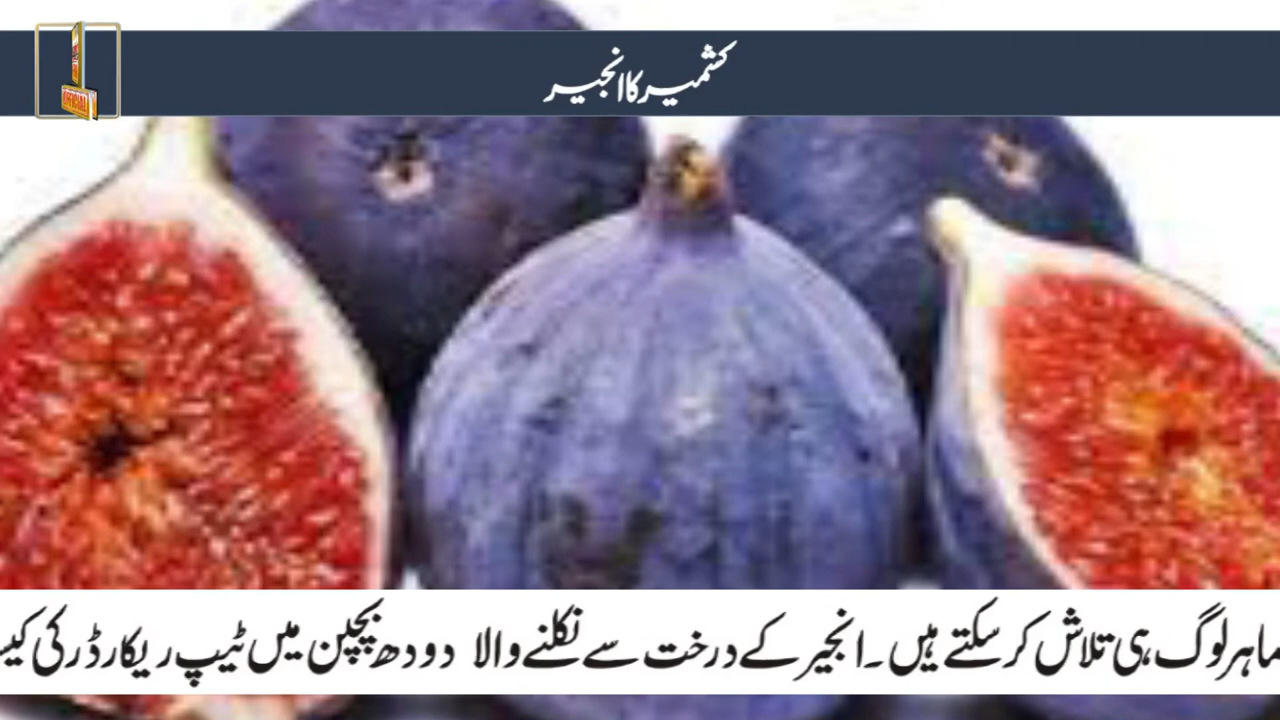 کشمیر کا انجیر
ماہر لوگ ہی تلاش کر سکتے ہیں۔ انجیر کے درخت سے نکلنے والا دودھ بچپن میں ٹیپ ریکارڈر کی